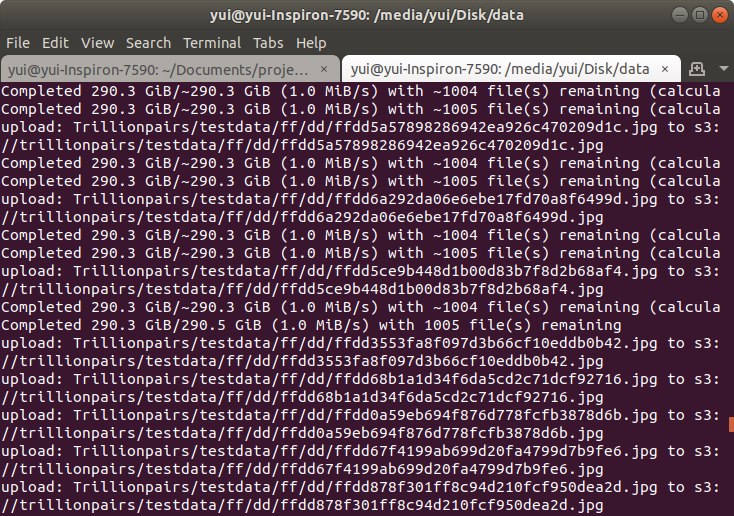 yui@yui-Inspiron-7590: /media/yui/Disk/data
File Edit View Search Terminal Tabs Help
yui@yui-Inspiron-7590: ~/Documents/proje... × yui@yui-Inspiron-7590: /media/yui/Disk/data ×
Completed 290.3 GiB/~290.3 GiB (1.0 MiB/s) with ~1004 file(s) remaining (calcula
Completed 290.3 GiB/~290.3 GiB (1.0 MiB/s) with ~1005 file(s) remaining (calcula
upload: Trillionpairs/testdata/ff/dd/ffdd5a57898286942ea926c470209d1c.jpg to s3:
//trillionpairs/testdata/ff/dd/ffdd5a57898286942ea926c470209d1c.jpg
Completed 290.3 GiB/~290.3 GiB (1.0 MiB/s) with ~1004 file(s) remaining (calcula
Completed 290.3 GiB/~290.3 GiB (1.0 MiB/s) with ~1005 file(s) remaining (calcula
upload: Trillionpairs/testdata/ff/dd/ffdd6a292da06e6ebe17fd70a8f6499d.jpg to s3:
//trillionpairs/testdata/ff/dd/ffdd6a292da06e6ebe17fd70a8f6499d.jpg
Completed 290.3 GiB/~290.3 GiB (1.0 MiB/s) with ~1004 file(s) remaining (calcula
Completed 290.3 GiB/~290.3 GiB (1.0 MiB/s) with ~1005 file(s) remaining (calcula
upload: Trillionpairs/testdata/ff/dd/ffdd5ce9b448d1b00d83b7f8d2b68af4.jpg to s3:
//trillionpairs/testdata/ff/dd/ffdd5ce9b448d1b00d83b7f8d2b68af4.jpg
Completed 290.3 GiB/~290.3 GiB (1.0 MiB/s) with ~1004 file(s) remaining (calcula
Completed 290.3 GiB/290.5 GiB (1.0 MiB/s) with 1005 file(s) remaining
upload: Trillionpairs/testdata/ff/dd/ffdd3553fa8f097d3b66cf10eddb0b42.jpg to s3:
//trillionpairs/testdata/ff/dd/ffdd3553fa8f097d3b66cf10eddb0b42.jpg
upload: Trillionpairs/testdata/ff/dd/ffdd68b1a1d34f6da5cd2c71dcf92716.jpg to s3:
//trillionpairs/testdata/ff/dd/ffdd68b1a1d34f6da5cd2c71dcf92716.jpg
upload: Trillionpairs/testdata/ff/dd/ffdd0a59eb694f876d778fcfb3878d6b.jpg to s3:
//trillionpairs/testdata/ff/dd/ffdd0a59eb694f876d778fcfb3878d6b.jpg
upload: Trillionpairs/testdata/ff/dd/ffdd67f4199ab699d20fa4799d7b9fe6.jpg to s3:
//trillionpairs/testdata/ff/dd/ffdd67f4199ab699d20fa4799d7b9fe6.jpg
upload: Trillionpairs/testdata/ff/dd/ffdd878f301ff8c94d210fcf950dea2d.jpg to s3:
//trillionpairs/testdata/ff/dd/ffdd878f301ff8c94d210fcf950dea2d.jpg